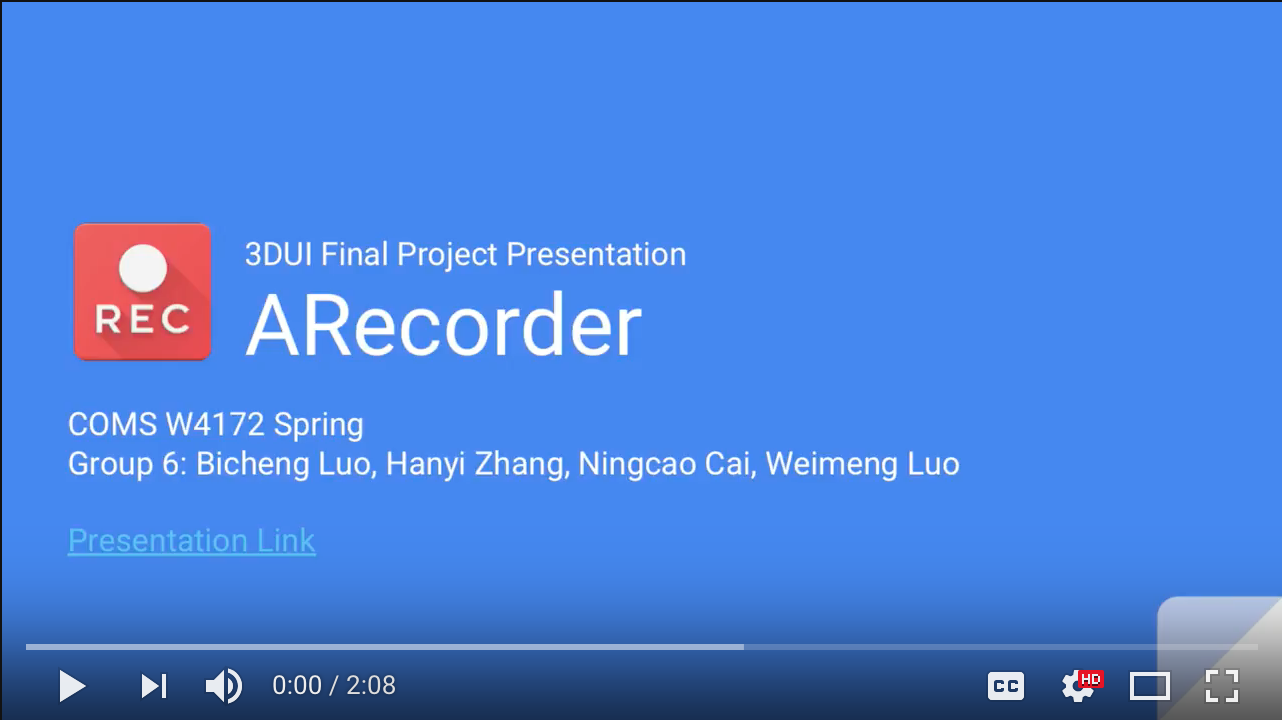 3DUI Final Project Presentation
REC
ARecorder
COMS W4172 Spring
Group 6: Bicheng Luo, Hanyi Zhang, Ningcao Cai, Weimeng Luo
Presentation Link
0:00 / 2:08
CC
HD